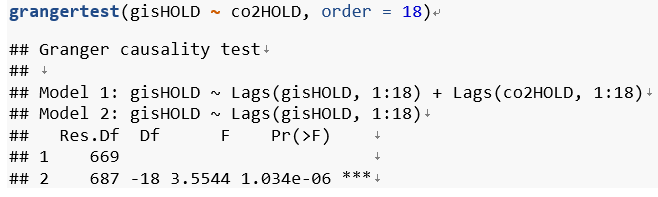 grangertest(gisHOLD ~ co2HOLD, order = 18)↵
## Granger causality test↓
## ↓
## Model 1: gisHOLD ~ Lags(gisHOLD, 1:18) + Lags(co2HOLD, 1:18)↓
## Model 2: gisHOLD ~ Lags(gisHOLD, 1:18)↓
##   Res.Df  Df      F    Pr(>F)    ↓
## 1    669                         ↓
## 2    687 -18 3.5544 1.034e-06 ***↓